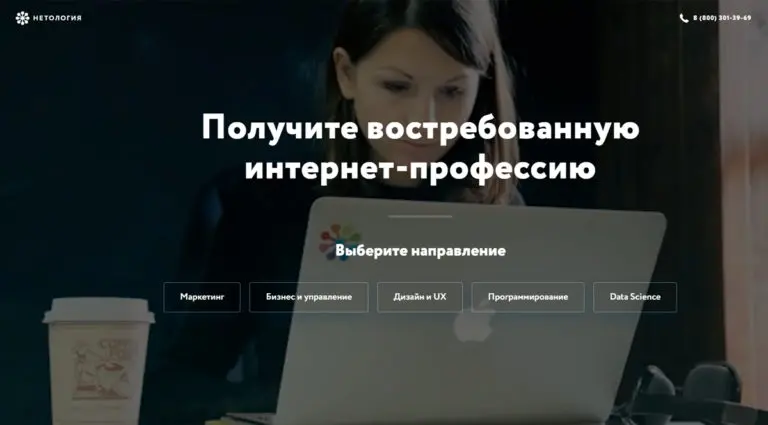 НЕТОЛОГИЯ
8 (800) 301-39-69
Получите востребованную
интернет-профессию
Выберите направление
Маркетинг
Бизнес и управление
Дизайн и UX
Программирование
Data Science